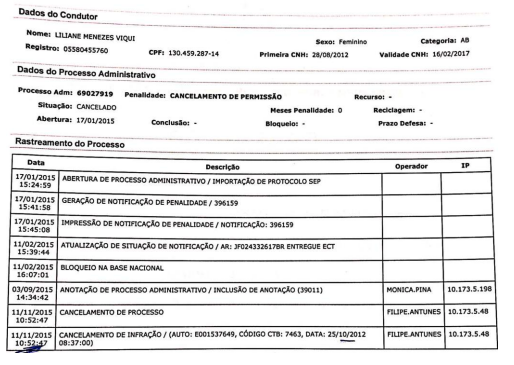 Dados do Condutor
Nome: LILIANE MENEZES VIQUI Sexo: Feminino Categoria: AB
Registro: 05580455760 CPF: 130.459.287-14 Primeira CNH: 28/08/2012 Validade CNH: 16/02/2017
Dados do Processo Administrativo
Processo Adm: 69027919 Penalidade: CANCELAMENTO DE PERMISSÃO Recurso: -
Situação: CANCELADO Meses Penalidade: 0 Reciclagem: -
Abertura: 17/01/2015 Conclusão: - Bloqueio: - Prazo Defesa: -
Rastreamento do Processo
Data Descrição Operador IP
17/01/2015 15:24:59 ABERTURA DE PROCESSO ADMINISTRATIVO / IMPORTAÇÃO DE PROTOCOLO SEP
17/01/2015 15:41:58 GERAÇÃO DE NOTIFICAÇÃO DE PENALIDADE / 396159
17/01/2015 15:45:08 IMPRESSÃO DE NOTIFICAÇÃO DE PENALIDADE / NOTIFICAÇÃO: 396159
11/02/2015 15:39:44 ATUALIZAÇÃO DE SITUAÇÃO DE NOTIFICAÇÃO / AR: JF024332617BR ENTREGUE ECT
11/02/2015 16:07:01 BLOQUEIO NA BASE NACIONAL
03/09/2015 14:34:42 ANOTAÇÃO DE PROCESSO ADMINISTRATIVO / INCLUSÃO DE ANOTAÇÃO (39011) MONICA.PINA 10.173.5.198
11/11/2015 10:52:47 CANCELAMENTO DE PROCESSO FILIPE.ANTUNES 10.173.5.48
11/11/2015 10:52:47 CANCELAMENTO DE INFRAÇÃO / (AUTO: E001537649, CÓDIGO CTB: 7463, DATA: 25/10/2012 08:37:00) FILIPE.ANTUNES 10.173.5.48